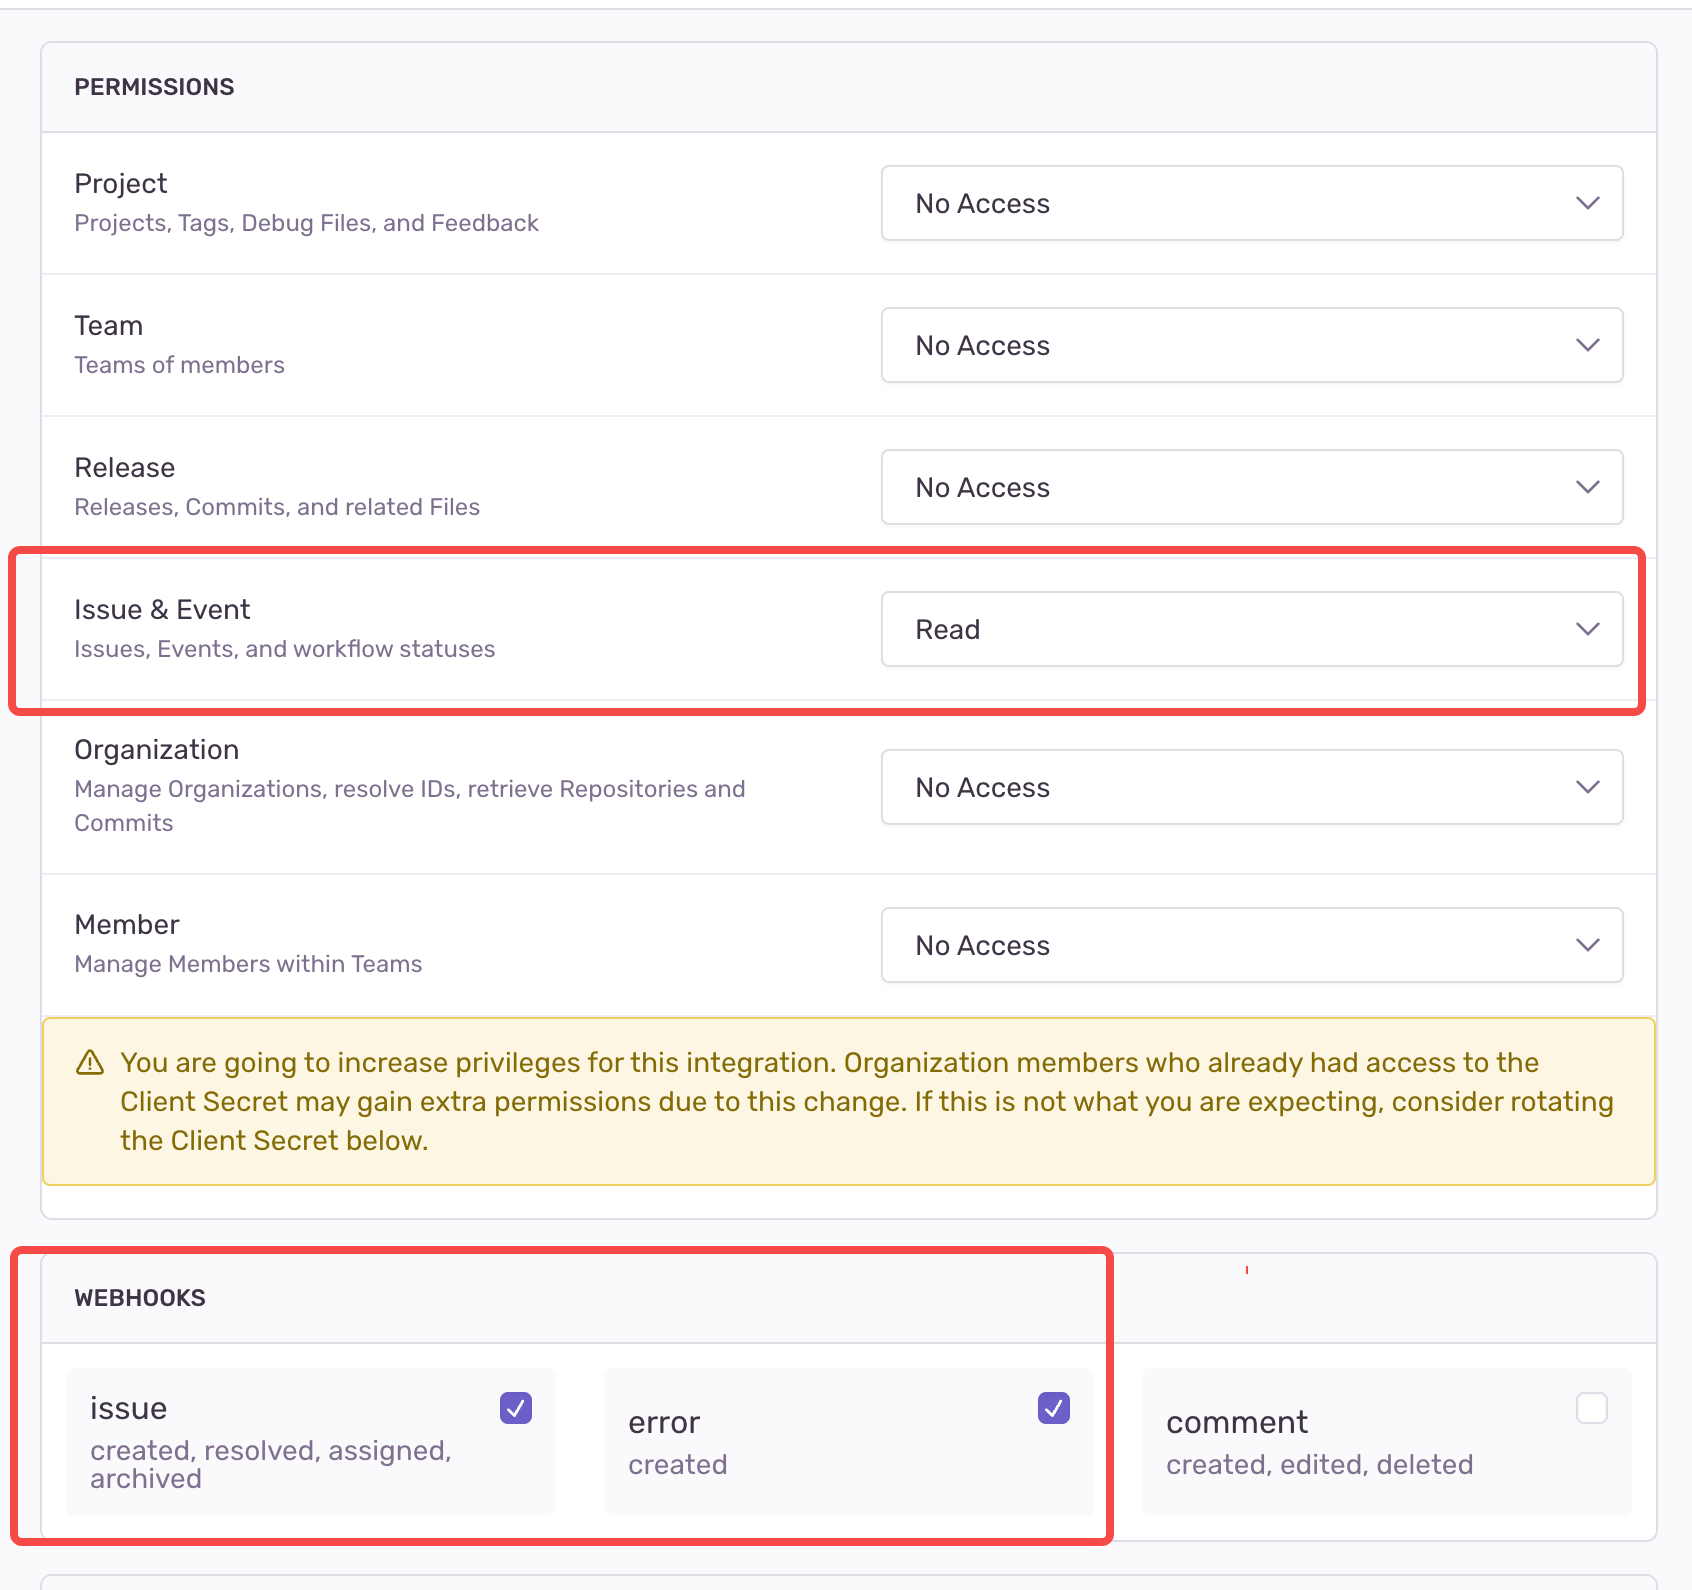 PERMISSIONS
Project
Projects, Tags, Debug Files, and Feedback
No Access
Team
Teams of members
No Access
Release
Releases, Commits, and related Files
No Access
Issue & Event
Issues, Events, and workflow statuses
Read
Organization
Manage Organizations, resolve IDs, retrieve Repositories and
Commits
No Access
Member
Manage Members within Teams
No Access
You are going to increase privileges for this integration. Organization members who already had access to the
Client Secret may gain extra permissions due to this change. If this is not what you are expecting, consider rotating
the Client Secret below.
WEBHOOKS
issue
created, resolved, assigned,
archived
error
created
comment
created, edited, deleted